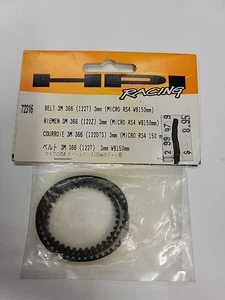 HPI
RACING
72316
BELT 3M 366 (122T) 3mm (MICRO RS4 WB150mm)
RIEMEN 3M 366 (122Z) 3mm (MICRO RS4 WB150mm)
COURROIE 3M 366 (122DTS) 3mm (MICRO RS4 150 m
ベルト 3M 366 (122T) 3mm WB150mm
$ 8.95